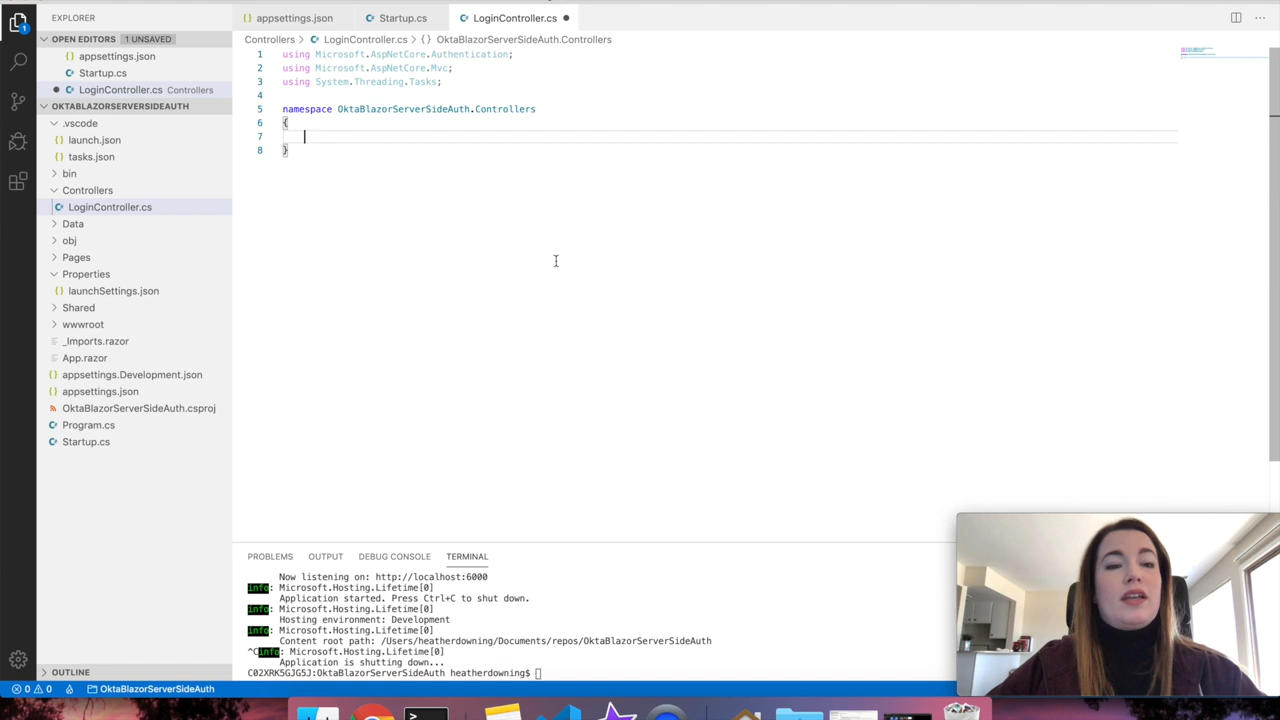 EXPLORER
OPEN EDITORS 1 UNSAVED
appsettings.json
Startup.cs
LoginController.cs Controllers
OKTABLAZORSERVERSIDEAUTH
.vscode
launch.json
tasks.json
bin
Controllers
LoginController.cs
Data
obj
Pages
Properties
launchSettings.json
Shared
wwwroot
_Imports.razor
App.razor
appsettings.Development.json
appsettings.json
OktaBlazorServerSideAuth.csproj
Program.cs
Startup.cs
OUTLINE
appsettings.json Startup.cs LoginController.cs
Controllers > LoginController.cs > {} OktaBlazorServerSideAuth.Controllers
1 using Microsoft.AspNetCore.Authentication;
2 using Microsoft.AspNetCore.Mvc;
3 using System.Threading.Tasks;
4
5 namespace OktaBlazorServerSideAuth.Controllers
6 {
7
8 }
PROBLEMS OUTPUT DEBUG CONSOLE TERMINAL
Now listening on: http://localhost:6000
info: Microsoft.Hosting.Lifetime[0]
Application started. Press Ctrl+C to shut down.
info: Microsoft.Hosting.Lifetime[0]
Hosting environment: Development
info: Microsoft.Hosting.Lifetime[0]
Content root path: /Users/heatherdowning/Documents/repos/OktaBlazorServerSideAuth
^Cinfo: Microsoft.Hosting.Lifetime[0]
Application is shutting down...
C02XRK5GJG5J:OktaBlazorServerSideAuth heatherdowning$
0 0 OktaBlazorServerSideAuth